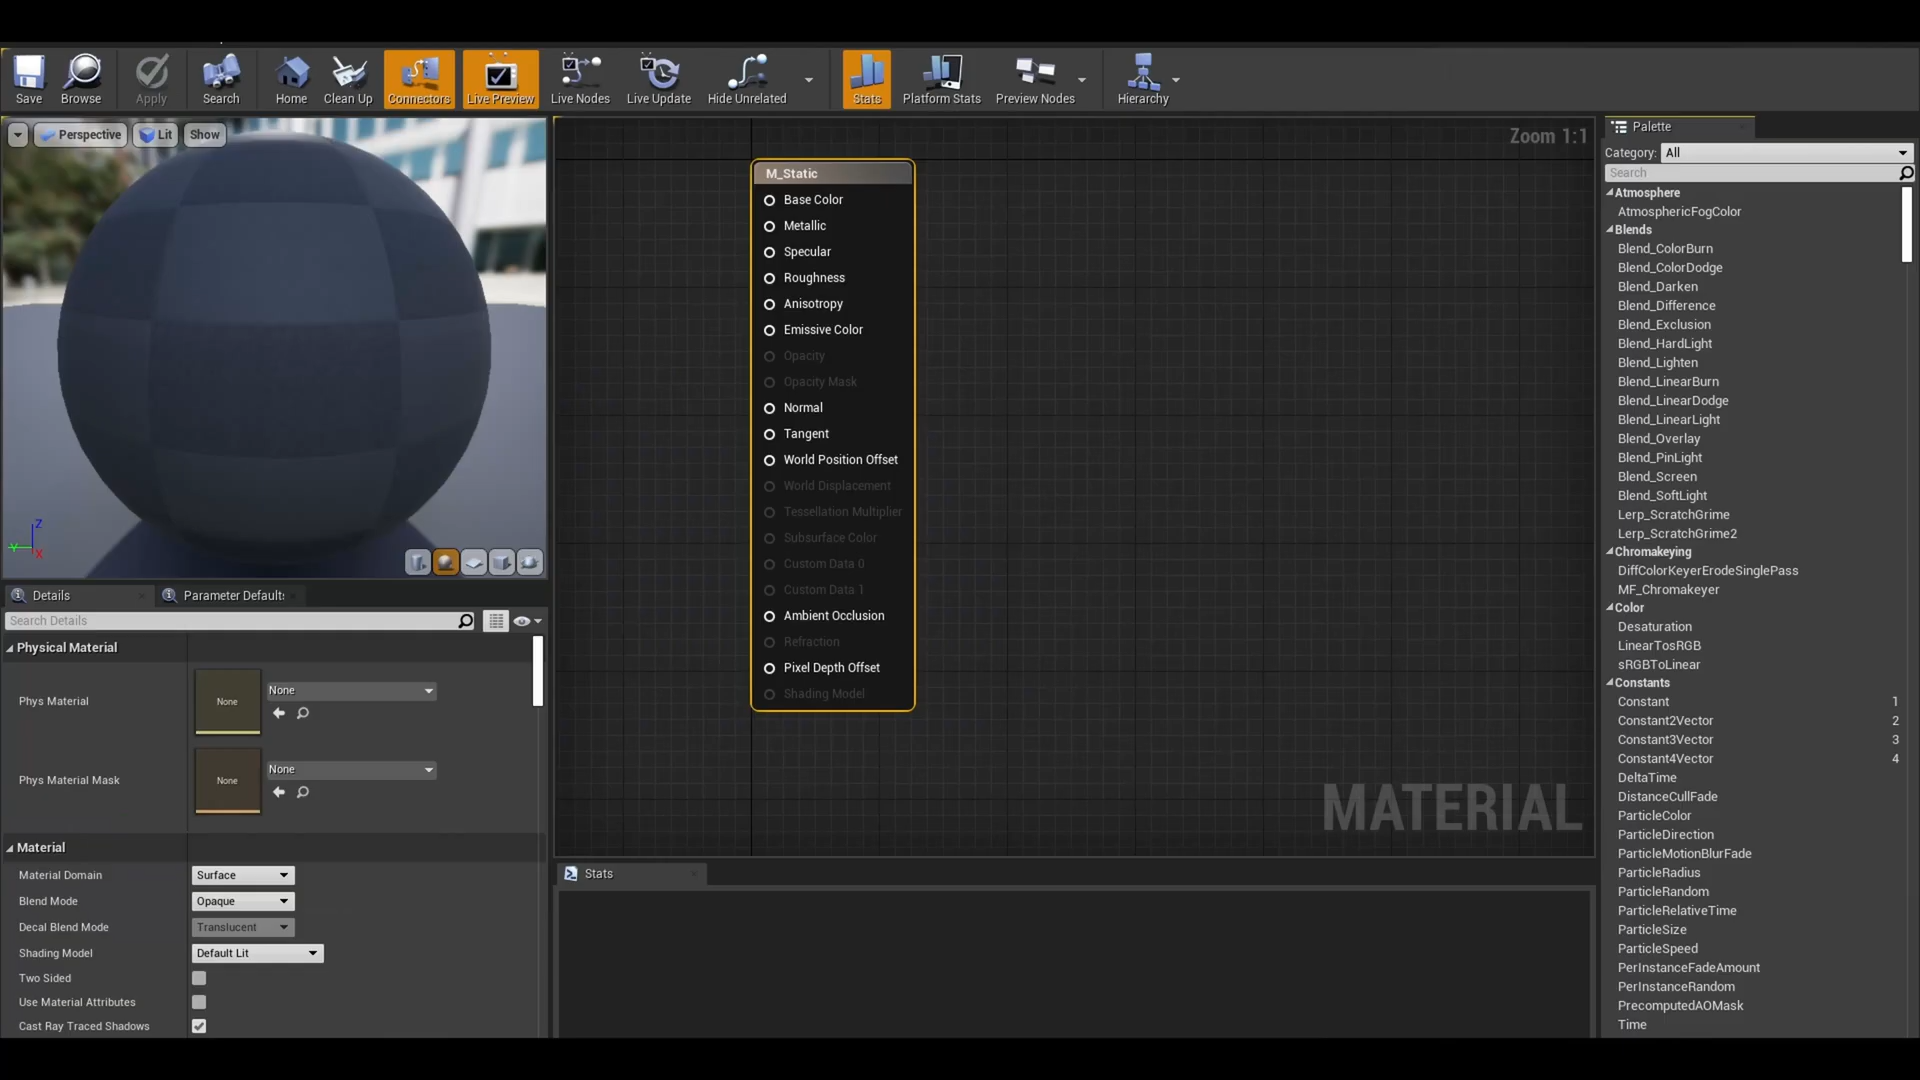 Save
Browse
Apply
Search
Home
Clean Up
Connectors
Live Preview
Live Nodes
Live Update
Hide Unrelated
Stats
Platform Stats
Preview Nodes
Hierarchy
Perspective
Lit
Show
Z
Y
X
Zoom 1:1
M_Static
Base Color
Metallic
Specular
Roughness
Anisotropy
Emissive Color
Opacity
Opacity Mask
Normal
Tangent
World Position Offset
World Displacement
Tessellation Multiplier
Subsurface Color
Custom Data 0
Custom Data 1
Ambient Occlusion
Refraction
Pixel Depth Offset
Shading Model
MATERIAL
Details
Parameter Defaults
Search Details
Physical Material
Phys Material
None
None
Phys Material Mask
None
None
Material
Material Domain
Surface
Blend Mode
Opaque
Decal Blend Mode
Translucent
Shading Model
Default Lit
Two Sided
Use Material Attributes
Cast Ray Traced Shadows
Stats
Palette
Category: All
Search
Atmosphere
AtmosphericFogColor
Blends
Blend_ColorBurn
Blend_ColorDodge
Blend_Darken
Blend_Difference
Blend_Exclusion
Blend_HardLight
Blend_Lighten
Blend_LinearBurn
Blend_LinearDodge
Blend_LinearLight
Blend_Overlay
Blend_PinLight
Blend_Screen
Blend_SoftLight
Lerp_ScratchGrime
Lerp_ScratchGrime2
Chromakeying
DiffColorKeyerErodeSinglePass
MF_Chromakeyer
Color
Desaturation
LinearTosRGB
sRGBToLinear
Constants
Constant 1
Constant2Vector 2
Constant3Vector 3
Constant4Vector 4
DeltaTime
DistanceCullFade
ParticleColor
ParticleDirection
ParticleMotionBlurFade
ParticleRadius
ParticleRandom
ParticleRelativeTime
ParticleSize
ParticleSpeed
PerInstanceFadeAmount
PerInstanceRandom
PrecomputedAOMask
Time